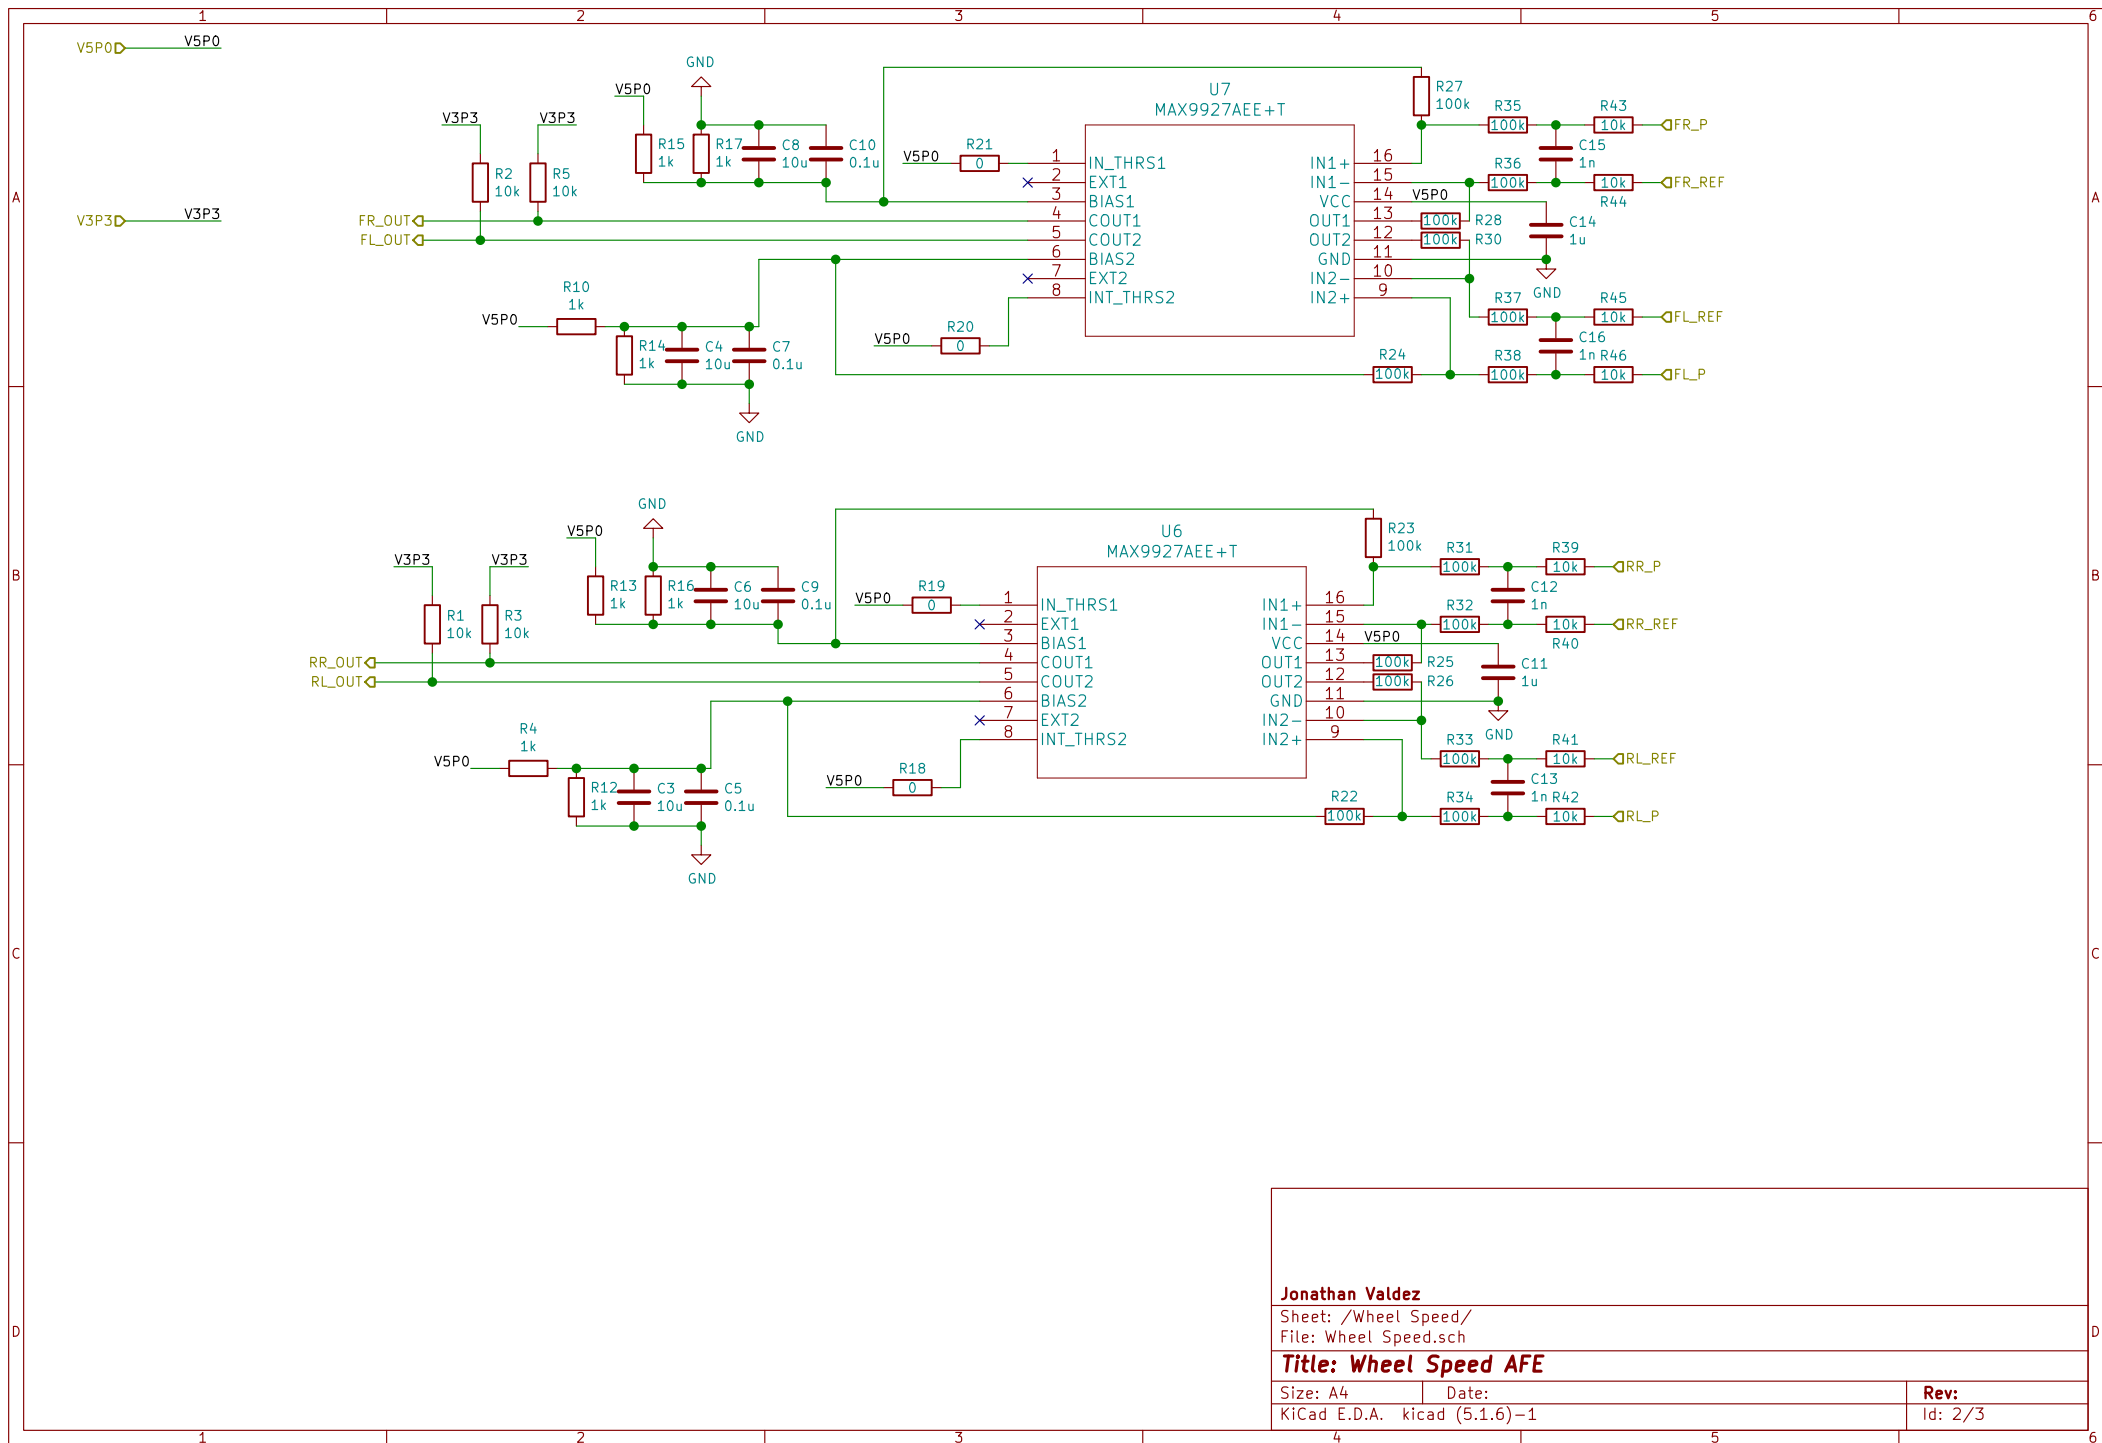 1 2 3 4 5 6
V5P0 V5P0
V3P3 V3P3
A A
B B
C C
D D
GND
V5P0
V3P3 V3P3
R2
10k
R5
10k
R15
1k
R17
1k
C8
10u
C10
0.1u
FR_OUT
FL_OUT
V5P0
R21
0
U7
MAX9927AEE+T
1 IN_THRS1
2 EXT1
3 BIAS1
4 COUT1
5 COUT2
6 BIAS2
7 EXT2
8 INT_THRS2
IN1+ 16
IN1- 15
VCC 14
OUT1 13
OUT2 12
GND 11
IN2- 10
IN2+ 9
R27
100k
R35
100k
R43
10k
FR_P
C15
1n
R36
100k
10k
R44
FR_REF
V5P0
100k R28
100k R30
C14
1u
GND
R37
100k
R45
10k
FL_REF
C16
1n
R38
100k
R46
10k
FL_P
R24
100k
R10
1k
V5P0
R14
1k
C4
10u
C7
0.1u
GND
V5P0
R20
0
GND
V5P0
V3P3 V3P3
R1
10k
R3
10k
R13
1k
R16
1k
C6
10u
C9
0.1u
RR_OUT
RL_OUT
V5P0
R19
0
U6
MAX9927AEE+T
1 IN_THRS1
2 EXT1
3 BIAS1
4 COUT1
5 COUT2
6 BIAS2
7 EXT2
8 INT_THRS2
IN1+ 16
IN1- 15
VCC 14
OUT1 13
OUT2 12
GND 11
IN2- 10
IN2+ 9
R23
100k
R31
100k
R39
10k
RR_P
C12
1n
R32
100k
10k
R40
RR_REF
V5P0
100k R25
100k R26
C11
1u
GND
R33
100k
R41
10k
RL_REF
C13
1n
R34
100k
R42
10k
RL_P
R22
100k
R4
1k
V5P0
R12
1k
C3
10u
C5
0.1u
GND
V5P0
R18
0
Jonathan Valdez
Sheet: /Wheel Speed/
File: Wheel Speed.sch
Title: Wheel Speed AFE
Size: A4 Date: Rev:
KiCad E.D.A. kicad (5.1.6)-1 Id: 2/3
1 2 3 4 5 6